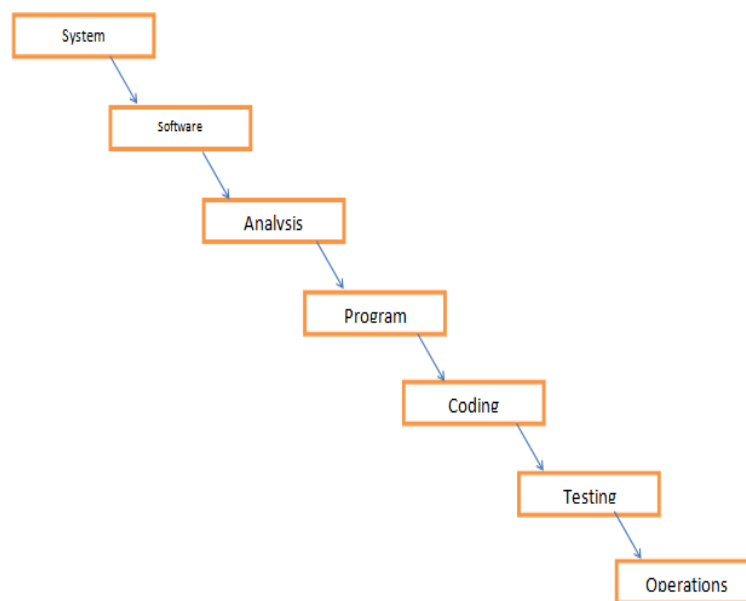 System
Software
Analysis
Program
Coding
Testing
Operations